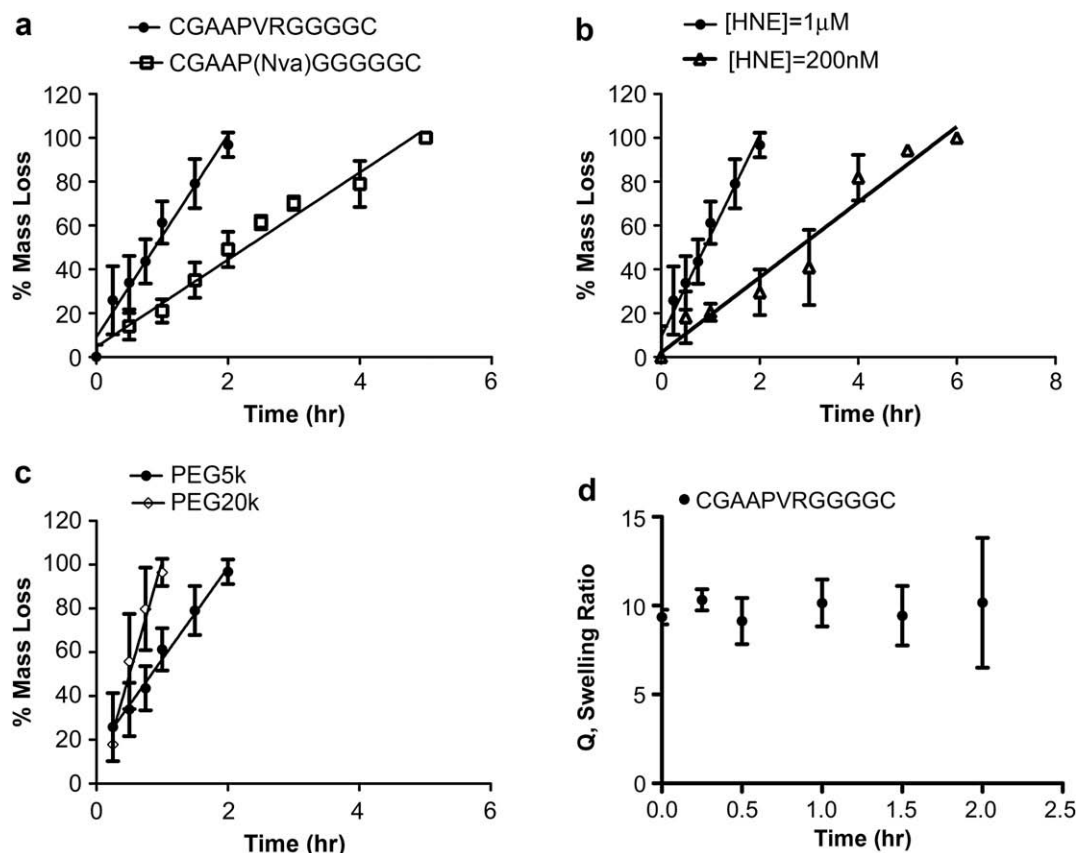 a
CGAAPVRGGGGC
CGAAP(Nva)GGGGGC
120
100
80
60
40
20
0
% Mass Loss
0 2 4 6
Time (hr)
b
[HNE]=1μM
[HNE]=200nM
120
100
80
60
40
20
0
% Mass Loss
0 2 4 6 8
Time (hr)
c
PEG5k
PEG20k
120
100
80
60
40
20
0
% Mass Loss
0 2 4 6
Time (hr)
d
CGAAPVRGGGGC
15
10
5
0
Q, Swelling Ratio
0.0 0.5 1.0 1.5 2.0 2.5
Time (hr)